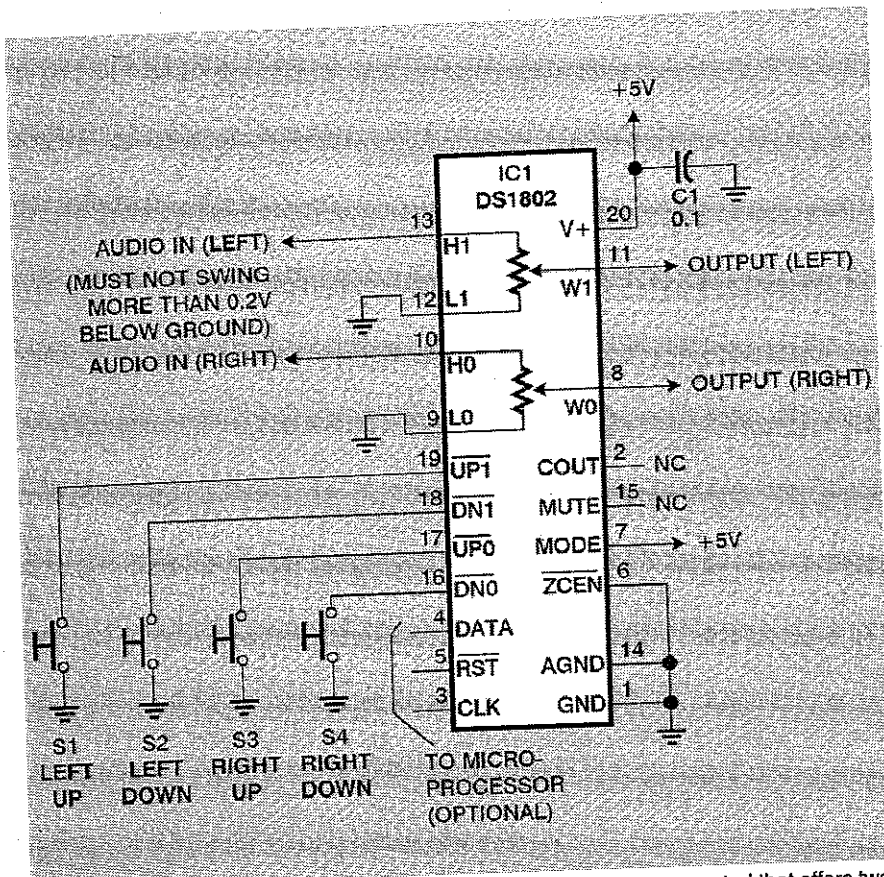 +5V
IC1
DS1802
C1
0.1
13
20
V+
AUDIO IN (LEFT)
H1
11
OUTPUT (LEFT)
W1
(MUST NOT SWING
MORE THAN 0.2V
BELOW GROUND)
12
L1
10
AUDIO IN (RIGHT)
H0
8
OUTPUT (RIGHT)
W0
9
L0
19
UP1
COUT
2
NC
18
DN1
MUTE
15
NC
17
UP0
MODE
7
+5V
16
DN0
ZCEN
6
4
DATA
5
RST
AGND
14
3
CLK
GND
1
S1
LEFT
UP
S2
LEFT
DOWN
S3
RIGHT
UP
S4
RIGHT
DOWN
TO MICRO-
PROCESSOR
(OPTIONAL)
that offers